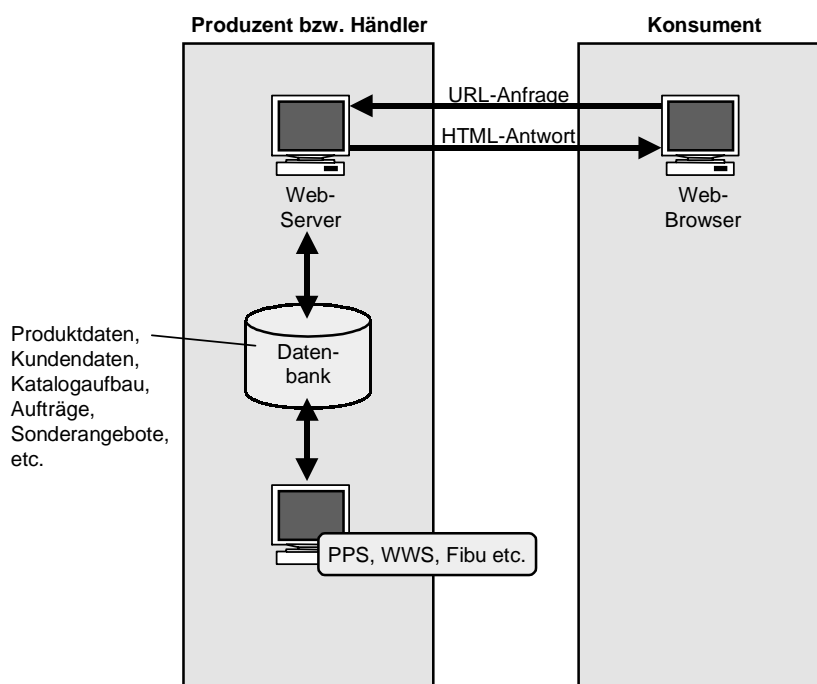 Produzent bzw. Händler
Konsument
URL-Anfrage
HTML-Antwort
Web-
Server
Web-
Browser
Produktdaten,
Kundendaten,
Katalogaufbau,
Aufträge,
Sonderangebote,
etc.
Daten-
bank
PPS, WWS, Fibu etc.